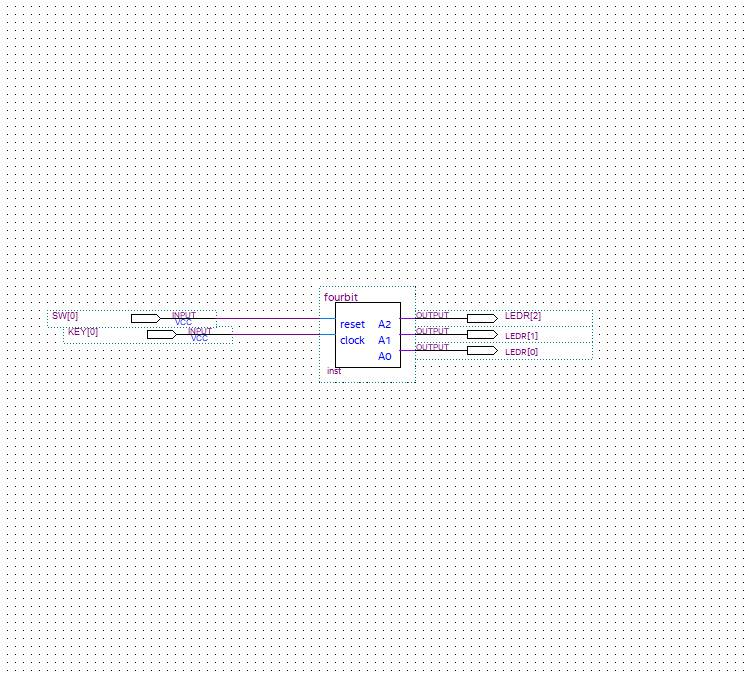 fourbit
SW[0] INPUT VCC
KEY[0] INPUT VCC
reset A2
clock A1
A0
inst
OUTPUT LEDR[2]
OUTPUT LEDR[1]
OUTPUT LEDR[0]